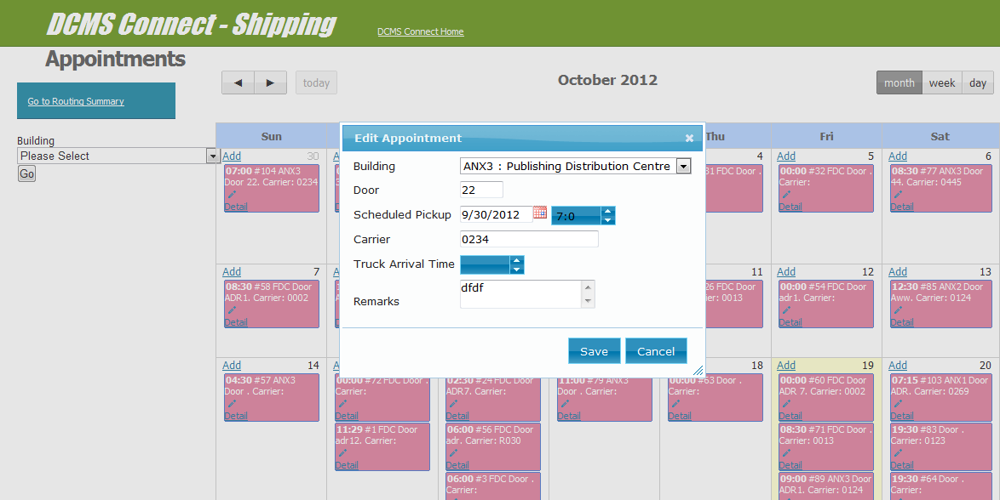 DCMS Connect - Shipping
DCMS Connect Home
Appointments
Go to Routing Summary
Building
Please Select
Go
today
October 2012
month week day
Sun
Thu
Fri
Sat
Add 30
07:00 #104 ANX3
Door 22. Carrier: 0234
Detail
4
31 FDC Door .
Add 5
00:00 #32 FDC Door .
Carrier:
Detail
Add 6
08:30 #77 ANX3 Door
44. Carrier: 0445
Detail
Edit Appointment
Building ANX3 : Publishing Distribution Centre
Door 22
Scheduled Pickup 9/30/2012 7:0
Carrier 0234
Truck Arrival Time
Remarks dfdf
Save Cancel
Add 7
08:30 #58 FDC Door
ADR1. Carrier: 0002
Detail
11
26 FDC Door
: 0013
Add 12
00:00 #54 FDC Door
adr1. Carrier:
Detail
Add 13
12:30 #85 ANX2 Door
Aww. Carrier: 0124
Detail
Add 14
04:30 #57 ANX3
Door . Carrier:
Detail
00:00 #72 FDC Door .
Carrier:
Detail
11:29 #1 FDC Door
adr12. Carrier:
Detail
02:30 #24 FDC Door
ADR7. Carrier:
Detail
06:00 #56 FDC Door
adr. Carrier: R030
Detail
06:00 #3 FDC Door .
Carrier:
11:00 #79 ANX3
Door . Carrier:
Detail
18
00:00 #63 Door .
Carrier:
Detail
Add 19
00:00 #60 FDC Door
ADR 7. Carrier: 0002
Detail
08:30 #71 FDC Door .
Carrier: 0013
Detail
09:00 #89 ANX3 Door
ADR1. Carrier: 0124
Add 20
07:15 #103 ANX1 Door
ADR. Carrier: 0269
Detail
19:30 #83 Door .
Carrier: 0123
Detail
19:30 #64 Door .
Carrier: